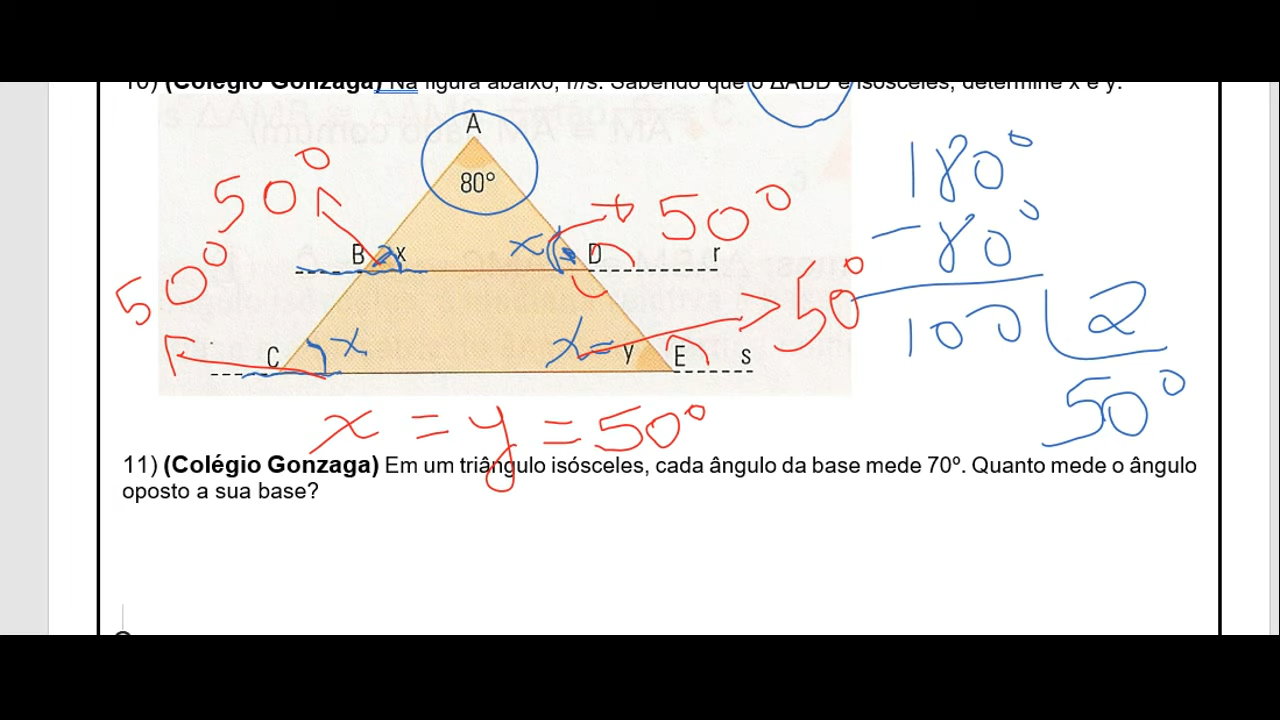 10) (Colégio Gonzaga) Na figura abaixo, r//s. Sabendo que o ΔABD é isósceles, determine x e y.
A
80°
180°
- 80°
100 2
50°
50°
50°
B x
x D r
50°
C x
x= y E s
50°
x = y = 50°
11) (Colégio Gonzaga) Em um triângulo isósceles, cada ângulo da base mede 70º. Quanto mede o ângulo
oposto a sua base?